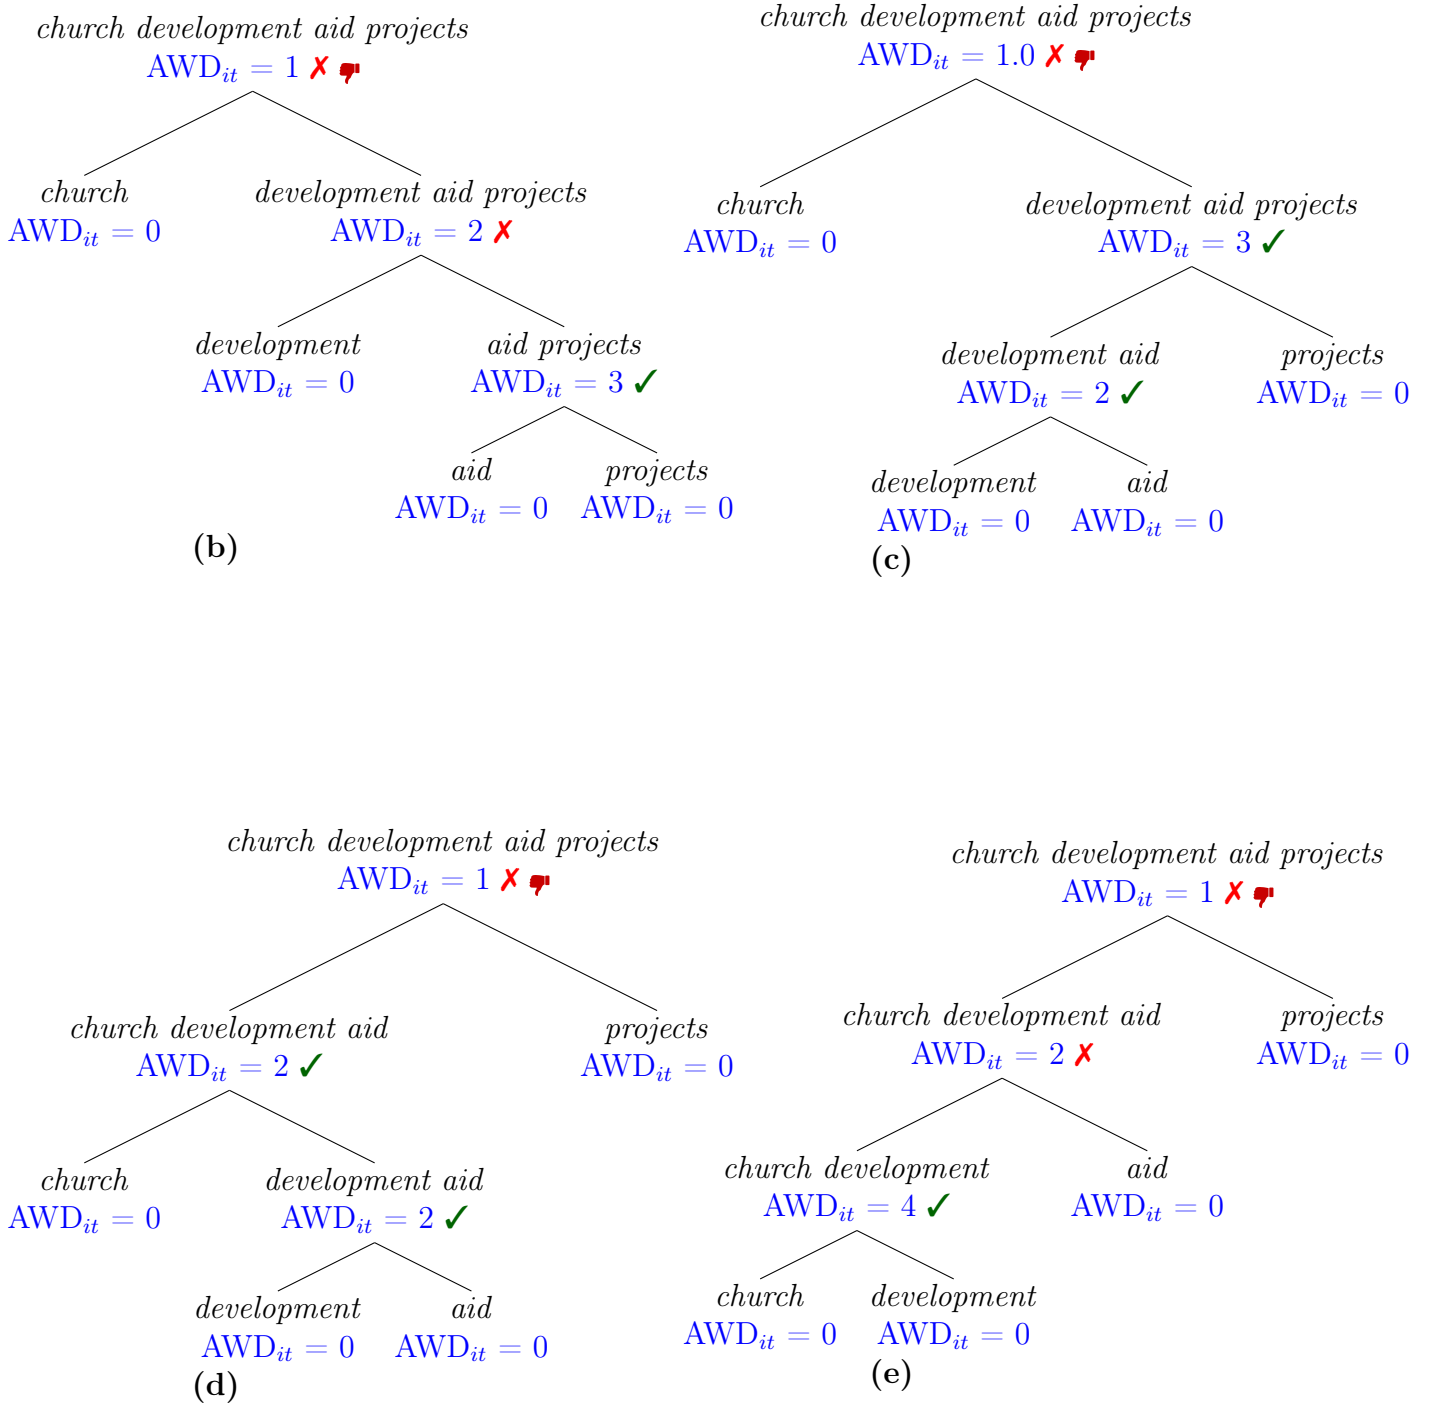 church development aid projects
AWD_it = 1 ✗
church
AWD_it = 0
development aid projects
AWD_it = 2 ✗
development
AWD_it = 0
aid projects
AWD_it = 3 ✓
aid
AWD_it = 0
projects
AWD_it = 0
(b)
church development aid projects
AWD_it = 1.0 ✗
church
AWD_it = 0
development aid projects
AWD_it = 3 ✓
development aid
AWD_it = 2 ✓
projects
AWD_it = 0
development
AWD_it = 0
aid
AWD_it = 0
(c)
church development aid projects
AWD_it = 1 ✗
church development aid
AWD_it = 2 ✓
projects
AWD_it = 0
church
AWD_it = 0
development aid
AWD_it = 2 ✓
development
AWD_it = 0
aid
AWD_it = 0
(d)
church development aid projects
AWD_it = 1 ✗
church development aid
AWD_it = 2 ✗
projects
AWD_it = 0
church development
AWD_it = 4 ✓
aid
AWD_it = 0
church
AWD_it = 0
development
AWD_it = 0
(e)